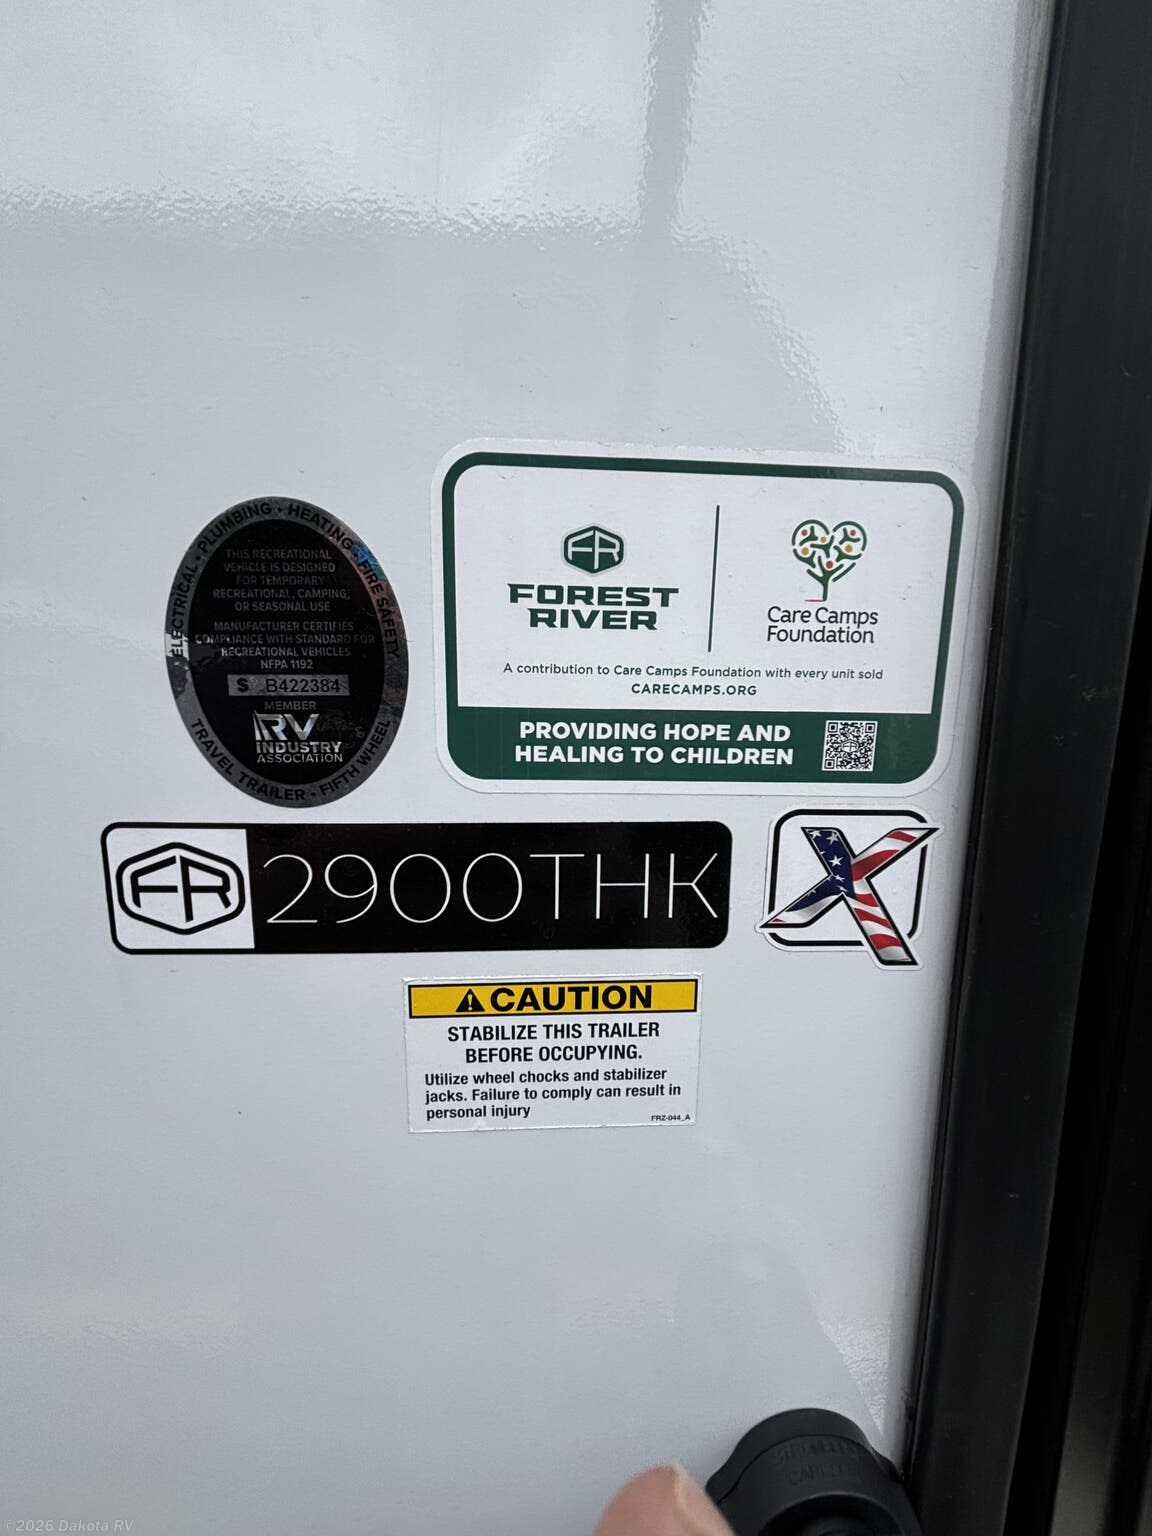 ELECTRICAL • PLUMBING • HEATING • FIRE SAFETY
THIS RECREATIONAL
VEHICLE IS DESIGNED
FOR TEMPORARY
RECREATIONAL, CAMPING,
OR SEASONAL USE
MANUFACTURER CERTIFIES
COMPLIANCE WITH STANDARD FOR
RECREATIONAL VEHICLES
NFPA 1192
S B422384
MEMBER
RV
INDUSTRY
ASSOCIATION
TRAVEL TRAILER • FIFTH WHEEL
FR
FOREST
RIVER
Care Camps
Foundation
A contribution to Care Camps Foundation with every unit sold
CARECAMPS.ORG
PROVIDING HOPE AND
HEALING TO CHILDREN
FR 2900THK
X
CAUTION
STABILIZE THIS TRAILER
BEFORE OCCUPYING.
Utilize wheel chocks and stabilizer
jacks. Failure to comply can result in
personal injury
FRZ-044_A
©2026 Dakota RV